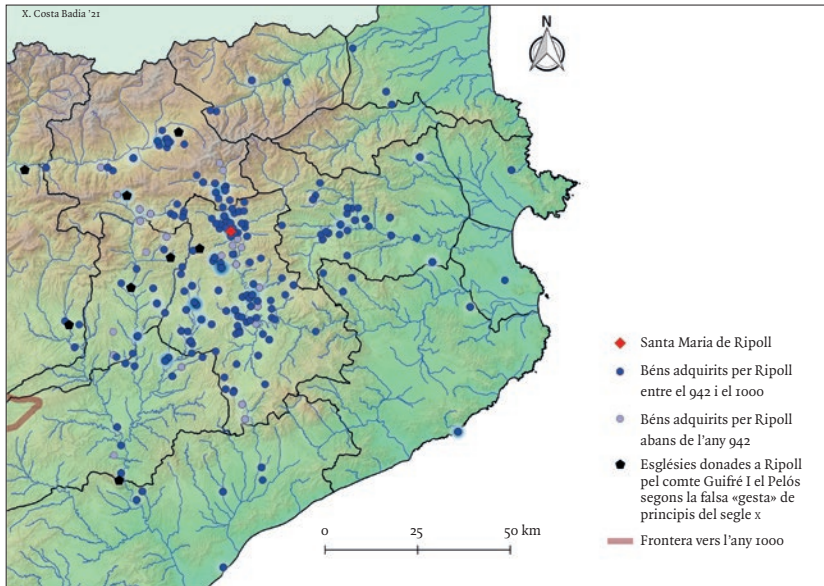 X. Costa Badia '21
N
Santa Maria de Ripoll
Béns adquirits per Ripoll
entre el 942 i el 1000
Béns adquirits per Ripoll
abans de l'any 942
Esglésies donades a Ripoll
pel comte Guifré I el Pelós
segons la falsa «gesta» de
principis del segle X
Frontera vers l'any 1000
0 25 50 km